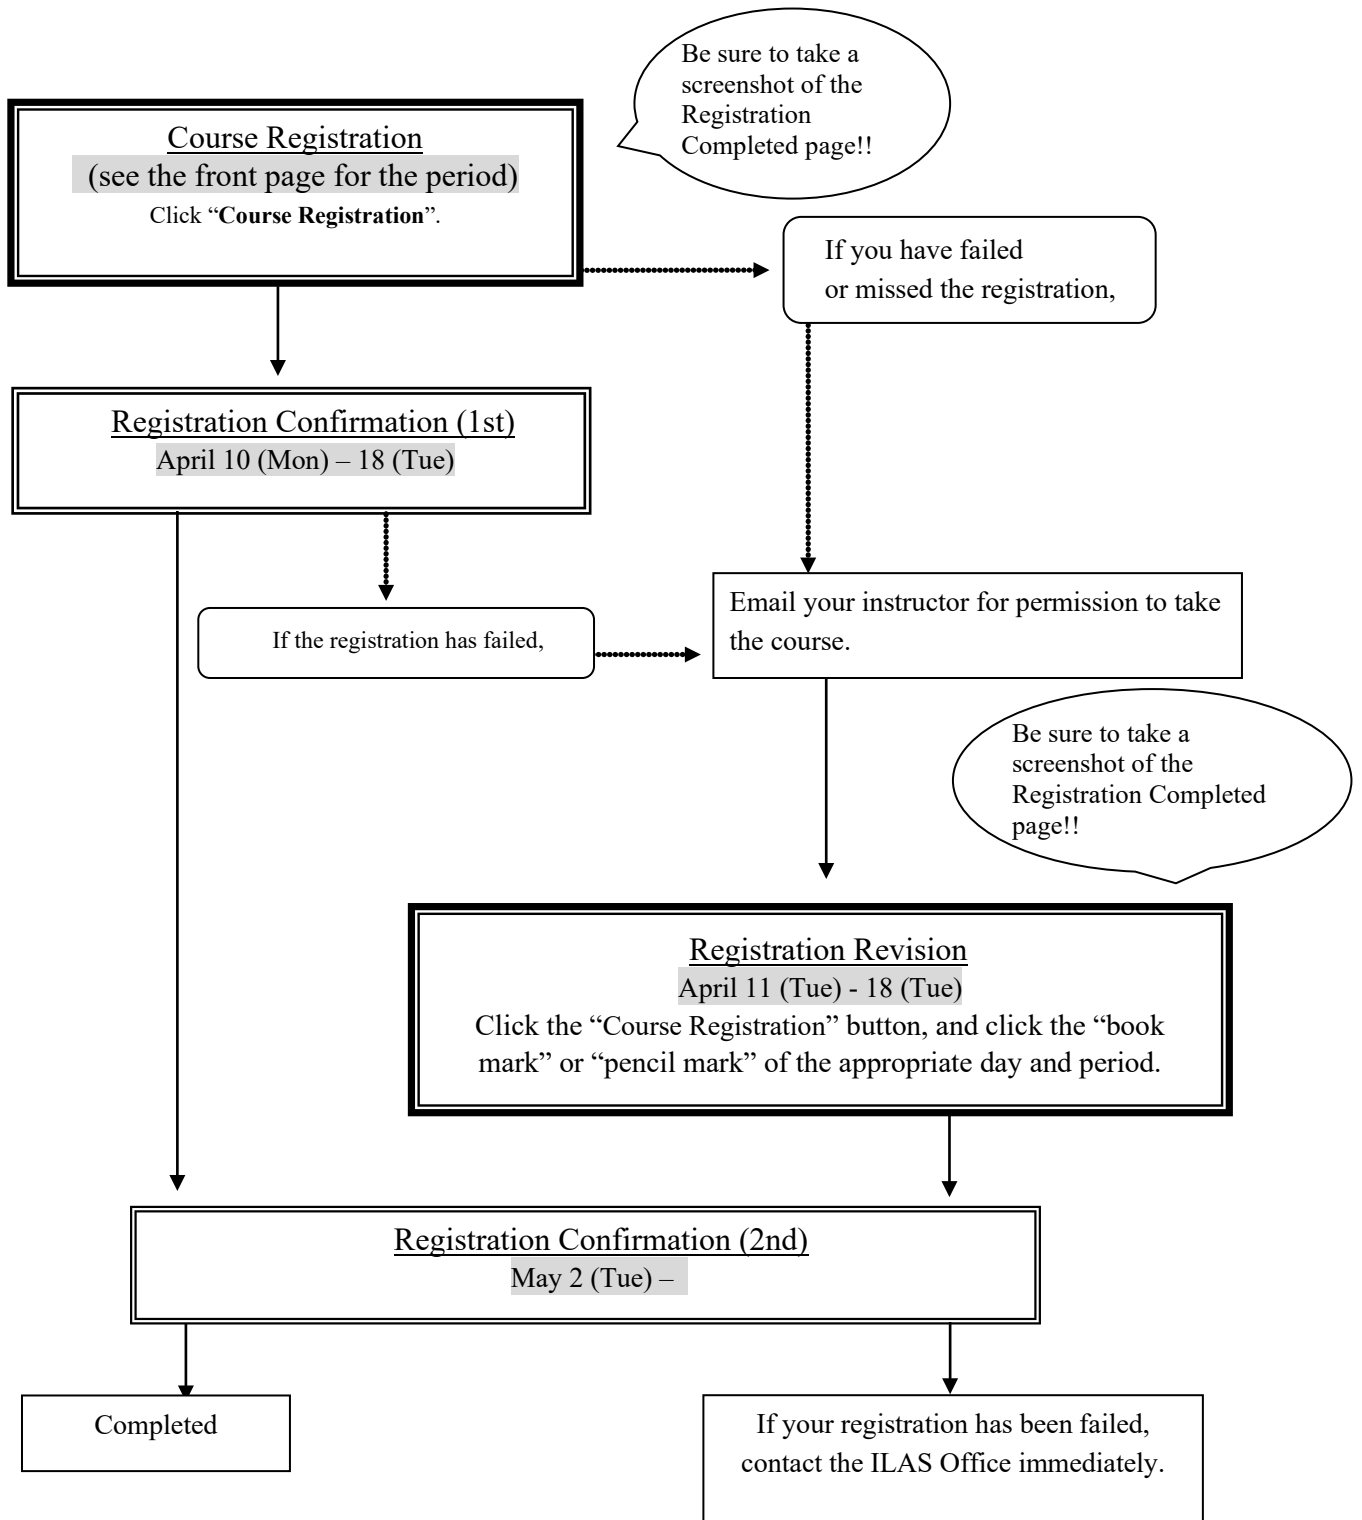 Be sure to take a
screenshot of the
Registration
Completed page!!
Course Registration
(see the front page for the period)
Click “Course Registration”.
If you have failed
or missed the registration,
Registration Confirmation (1st)
April 10 (Mon) – 18 (Tue)
If the registration has failed,
Email your instructor for permission to take
the course.
Be sure to take a
screenshot of the
Registration Completed
page!!
Registration Revision
April 11 (Tue) - 18 (Tue)
Click the “Course Registration” button, and click the “book
mark” or “pencil mark” of the appropriate day and period.
Registration Confirmation (2nd)
May 2 (Tue) –
Completed
If your registration has been failed,
contact the ILAS Office immediately.